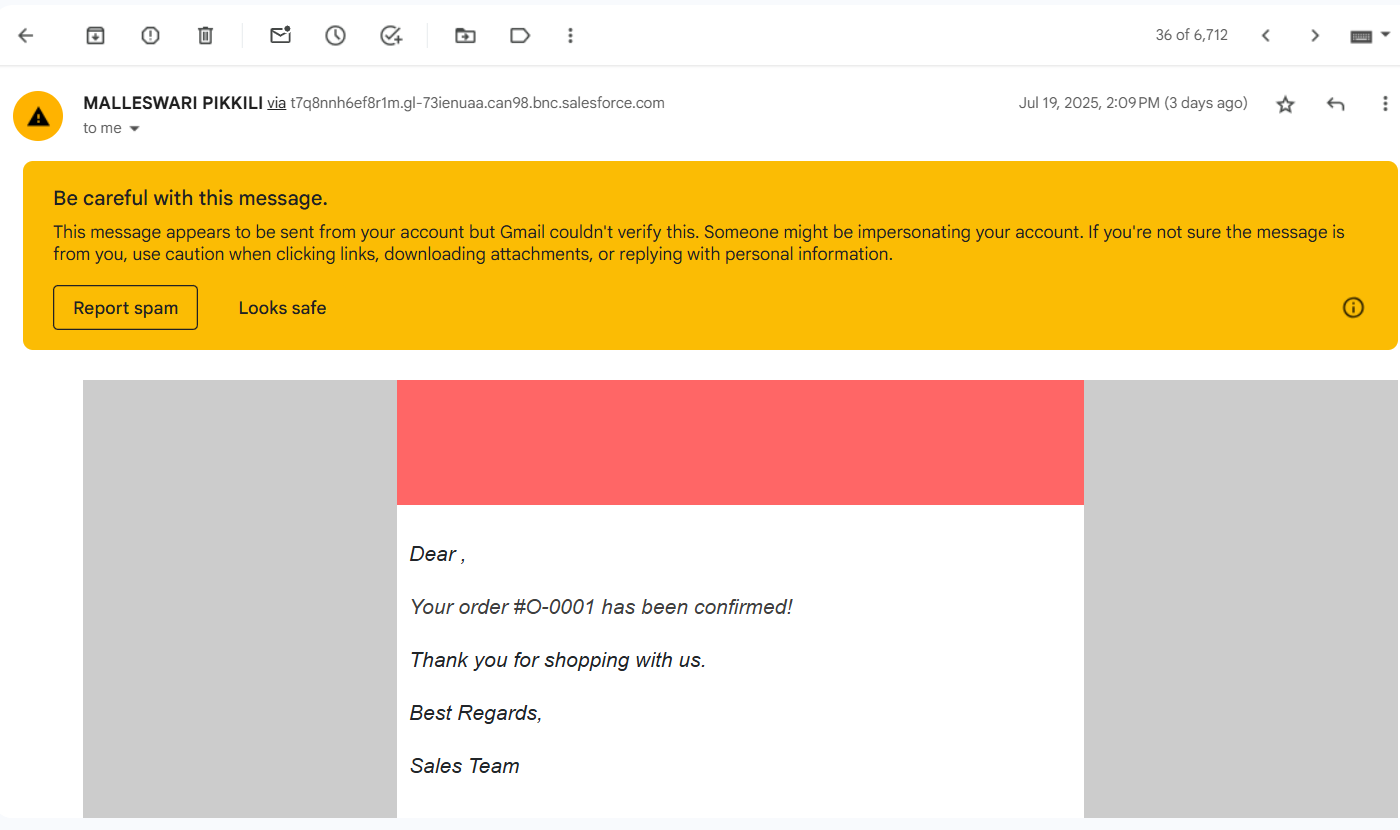 36 of 6,712
MALLESWARI PIKKILI via t7q8nnh6ef8r1m.gl-73ienuaa.can98.bnc.salesforce.com
Jul 19, 2025, 2:09 PM (3 days ago)
to me
Be careful with this message.
This message appears to be sent from your account but Gmail couldn't verify this. Someone might be impersonating your account. If you're not sure the message is
from you, use caution when clicking links, downloading attachments, or replying with personal information.
Report spam
Looks safe
Dear ,
Your order #O-0001 has been confirmed!
Thank you for shopping with us.
Best Regards,
Sales Team